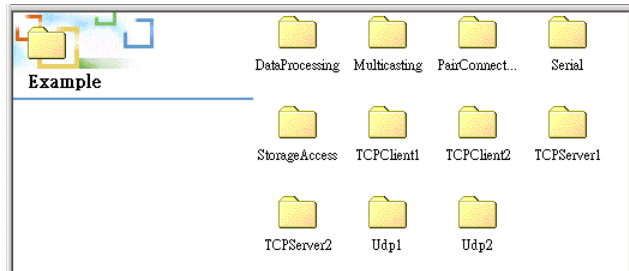 Example
DataProcessing Multicasting PairConnect... Serial
StorageAccess TCPClient1 TCPClient2 TCPServer1
TCPServer2 Udp1 Udp2